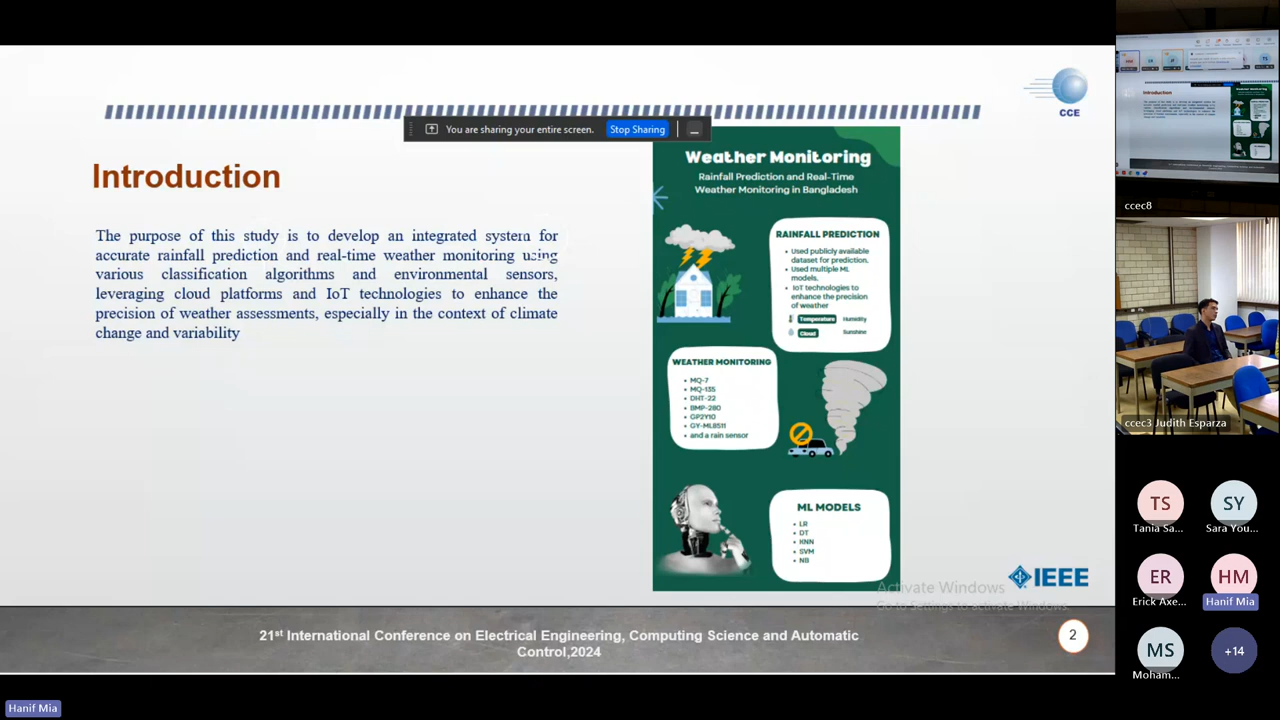 CCE
You are sharing your entire screen.
Stop Sharing
Introduction
The purpose of this study is to develop an integrated system for
accurate rainfall prediction and real-time weather monitoring using
various classification algorithms and environmental sensors,
leveraging cloud platforms and IoT technologies to enhance the
precision of weather assessments, especially in the context of climate
change and variability
Weather Monitoring
Rainfall Prediction and Real-Time
Weather Monitoring in Bangladesh
RAINFALL PREDICTION
• Used publicly available
dataset for prediction.
• Used multiple ML
models.
• IoT technologies to
enhance the precision
of weather
Temperature Humidity
Cloud Sunshine
WEATHER MONITORING
• MQ-7
• MQ-135
• DHT-22
• BMP-280
• GP2Y10
• GY-ML8511
• and a rain sensor
ML MODELS
• LR
• DT
• KNN
• SVM
• NB
Activate Windows
Go to Settings to activate Windows.
IEEE
21st International Conference on Electrical Engineering, Computing Science and Automatic
Control,2024
2
Hanif Mia
Introduction
ccec8
ccec3 Judith Esparza
TS
Tania Sa...
SY
Sara You...
ER
Erick Axe...
HM
Hanif Mia
MS
Moham...
+14